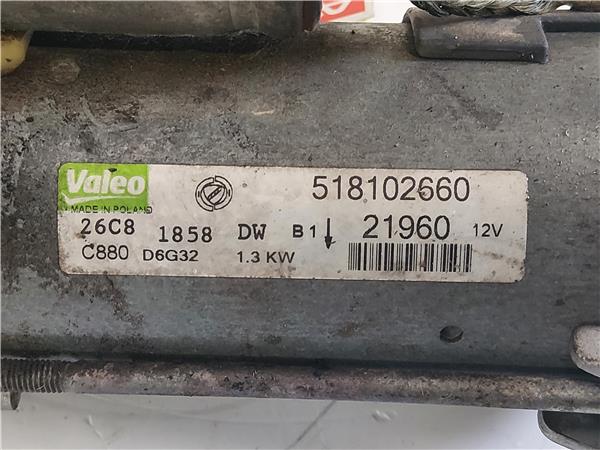 Valeo
MADE IN POLAND
518102660
26C8 1858 DW B1 21960 12V
C880 D6G32 1.3 KW